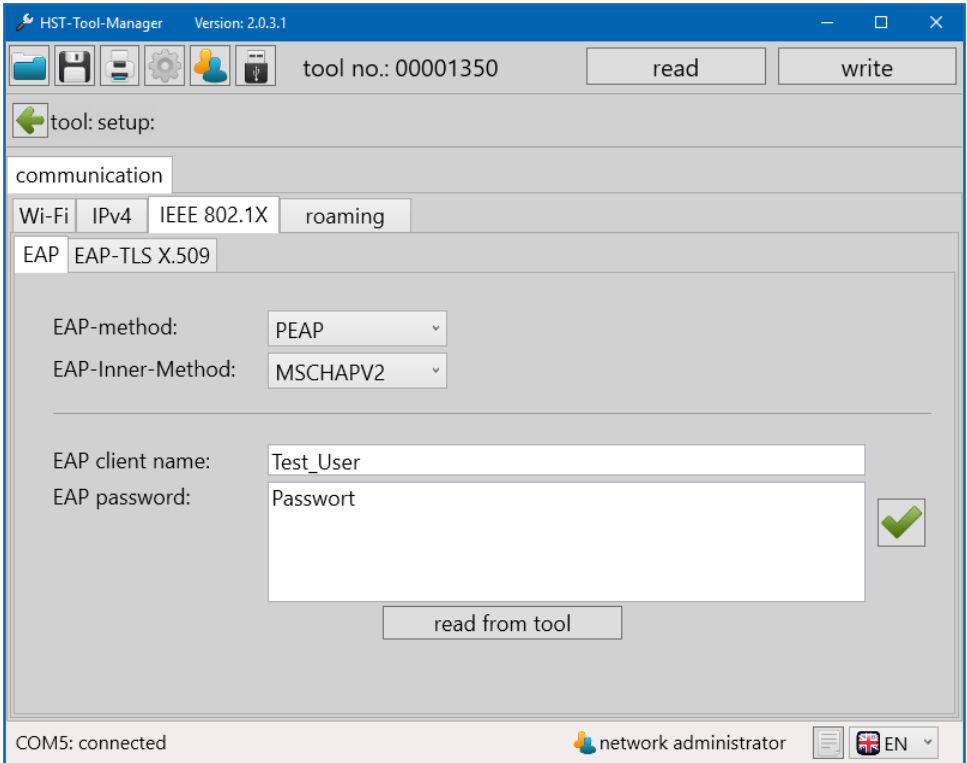 HST-Tool-Manager Version: 2.0.3.1
tool no.: 00001350 read write
tool: setup:
communication
Wi-Fi IPv4 IEEE 802.1X roaming
EAP EAP-TLS X.509
EAP-method: PEAP
EAP-Inner-Method: MSCHAPV2
EAP client name: Test_User
EAP password: Passwort
read from tool
COM5: connected network administrator EN